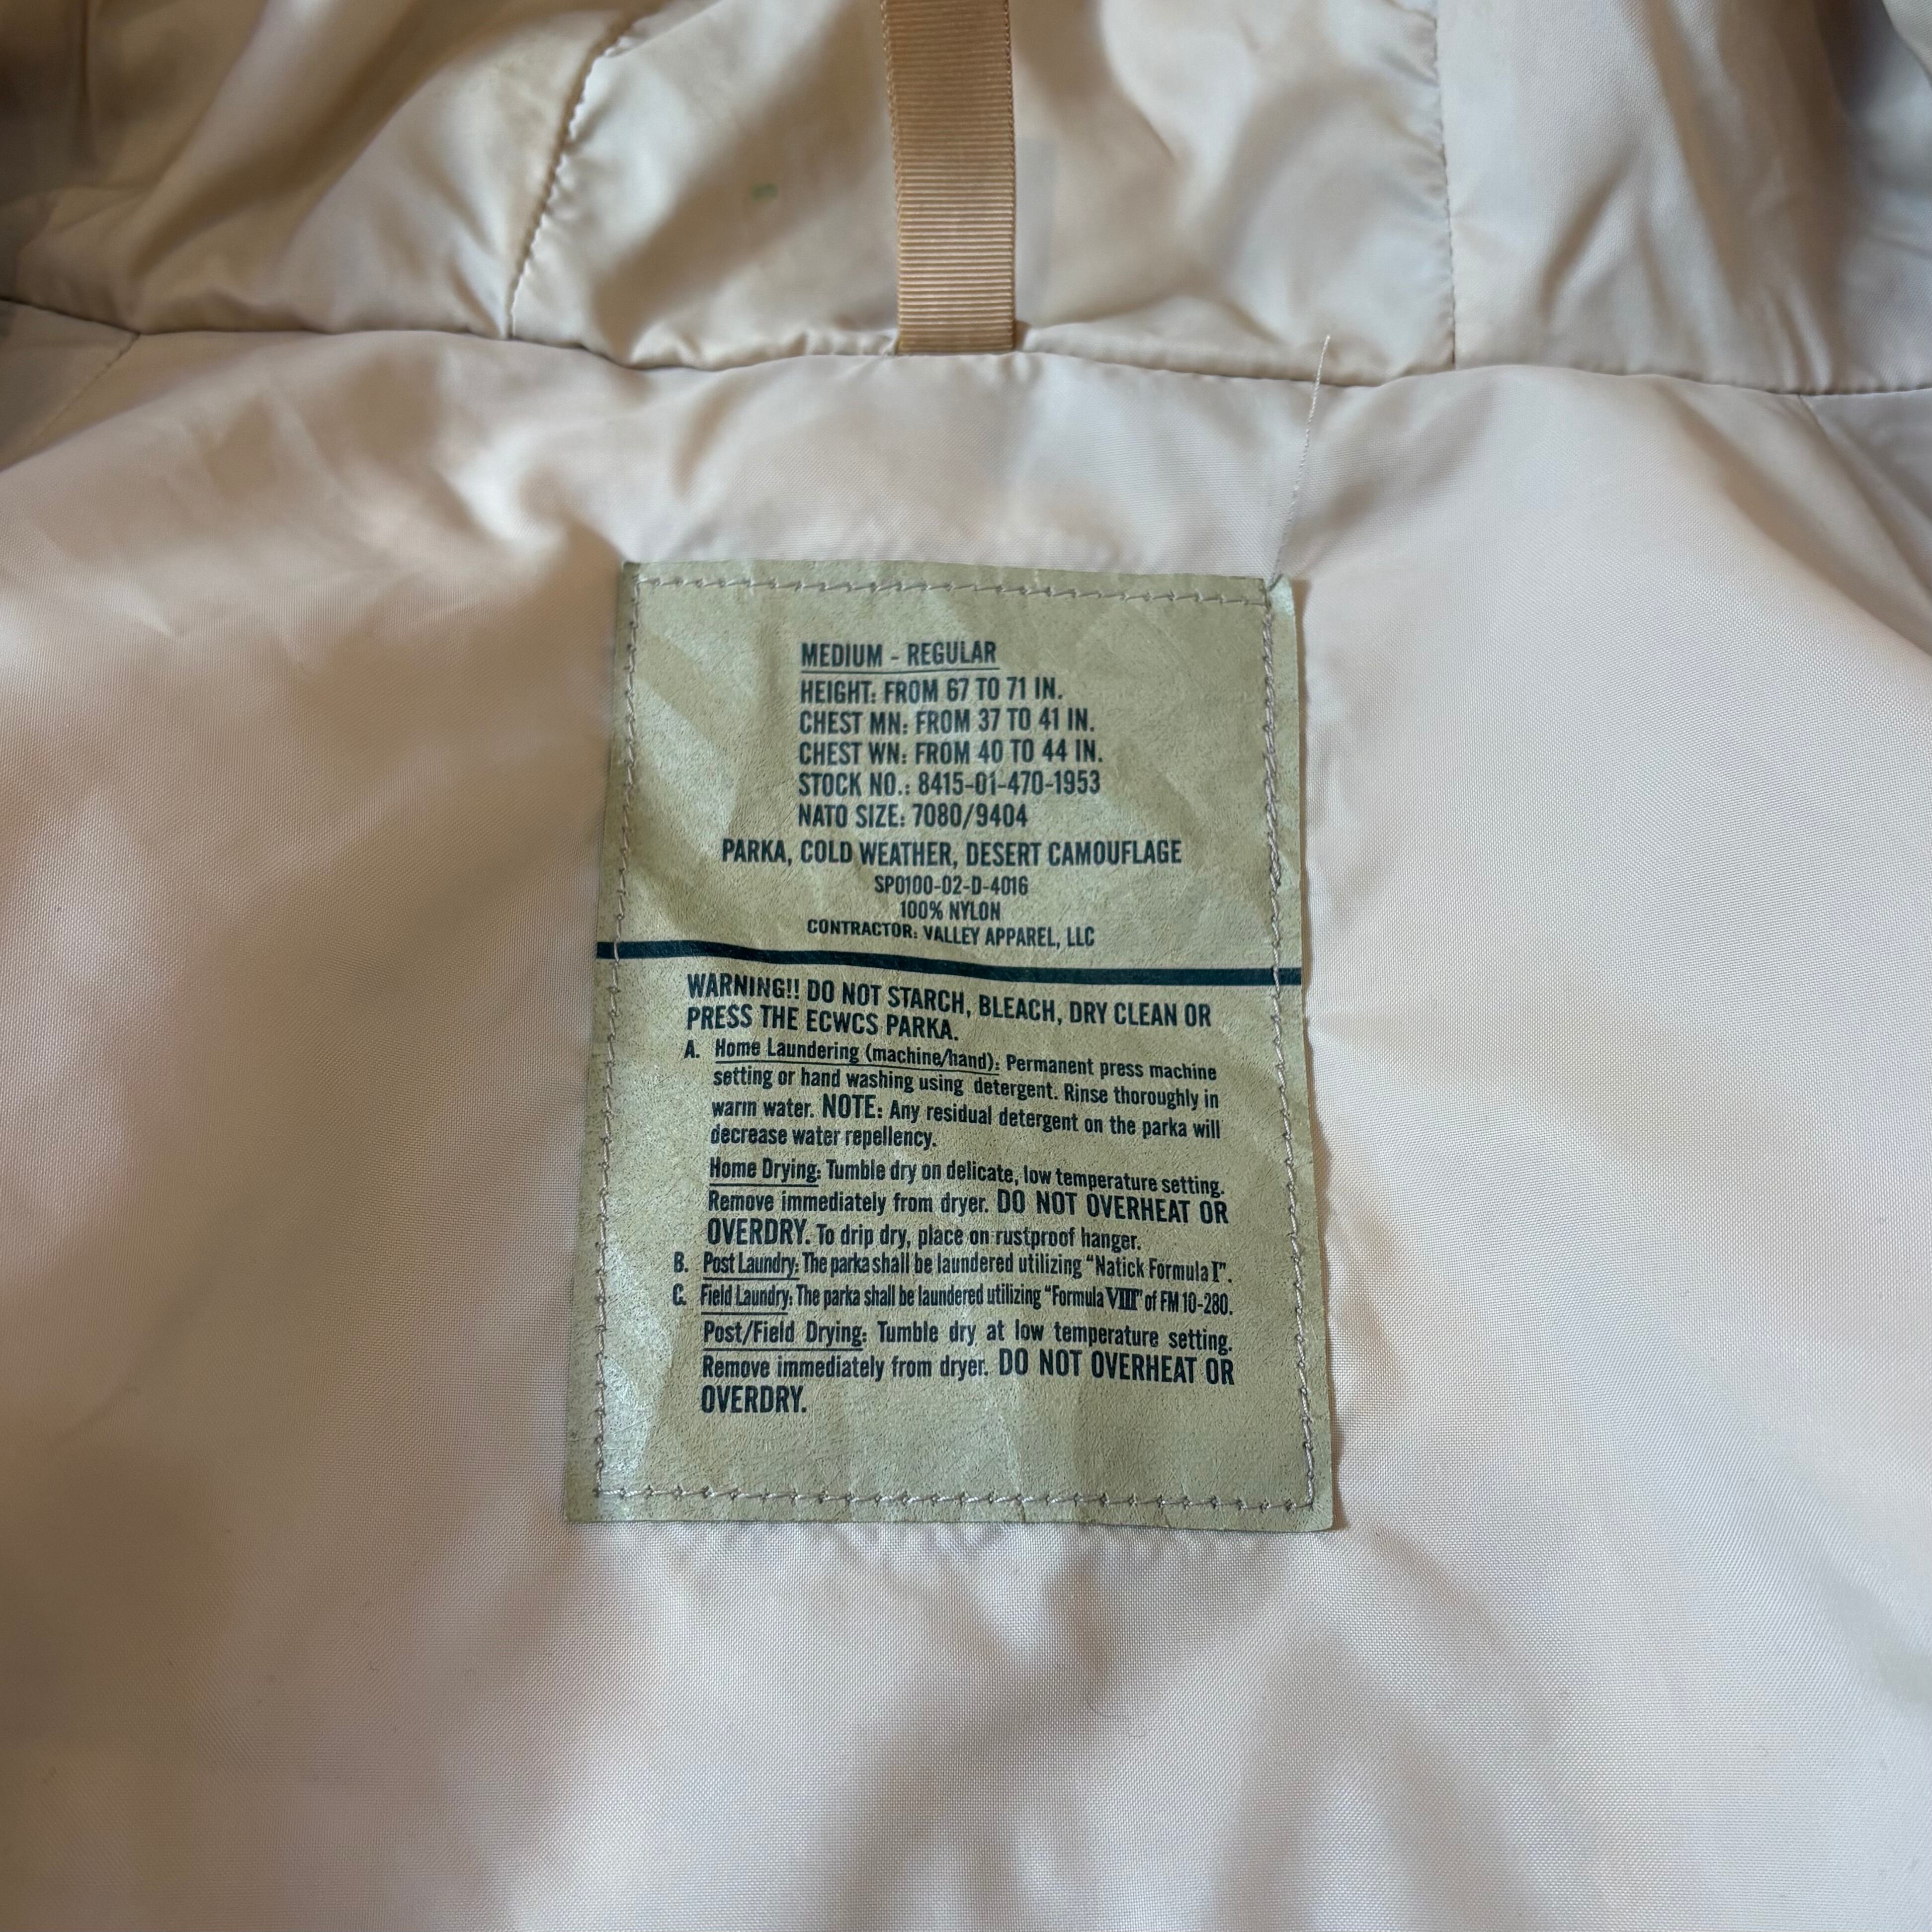 MEDIUM - REGULAR
HEIGHT: FROM 67 TO 71 IN.
CHEST MN: FROM 37 TO 41 IN.
CHEST WN: FROM 40 TO 44 IN.
STOCK NO.: 8415-01-470-1953
NATO SIZE: 7080/9404
PARKA, COLD WEATHER, DESERT CAMOUFLAGE
SPO100-02-D-4016
100% NYLON
CONTRACTOR: VALLEY APPAREL, LLC
WARNING!! DO NOT STARCH, BLEACH, DRY CLEAN OR
PRESS THE ECWCS PARKA.
A. Home Laundering (machine/hand): Permanent press machine
setting or hand washing using detergent. Rinse thoroughly in
warm water. NOTE: Any residual detergent on the parka will
decrease water repellency.
Home Drying: Tumble dry on delicate, low temperature setting.
Remove immediately from dryer. DO NOT OVERHEAT OR
OVERDRY. To drip dry, place on rustproof hanger.
B. Post Laundry: The parka shall be laundered utilizing "Natick Formula I".
C. Field Laundry: The parka shall be laundered utilizing "Formula VIII" of FM 10-280.
Post/Field Drying: Tumble dry at low temperature setting.
Remove immediately from dryer. DO NOT OVERHEAT OR
OVERDRY.